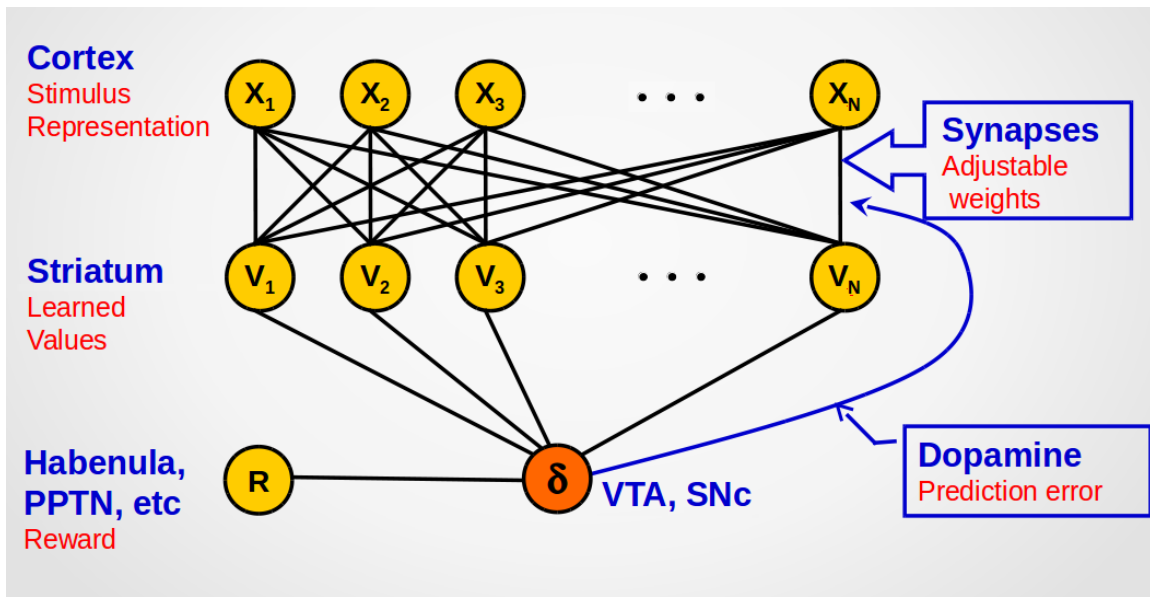 Cortex
Stimulus
Representation
X1
X2
X3
. . .
XN
Synapses
Adjustable
weights
Striatum
Learned
Values
V1
V2
V3
. . .
VN
Habenula,
PPTN, etc
Reward
R
δ
VTA, SNc
Dopamine
Prediction error